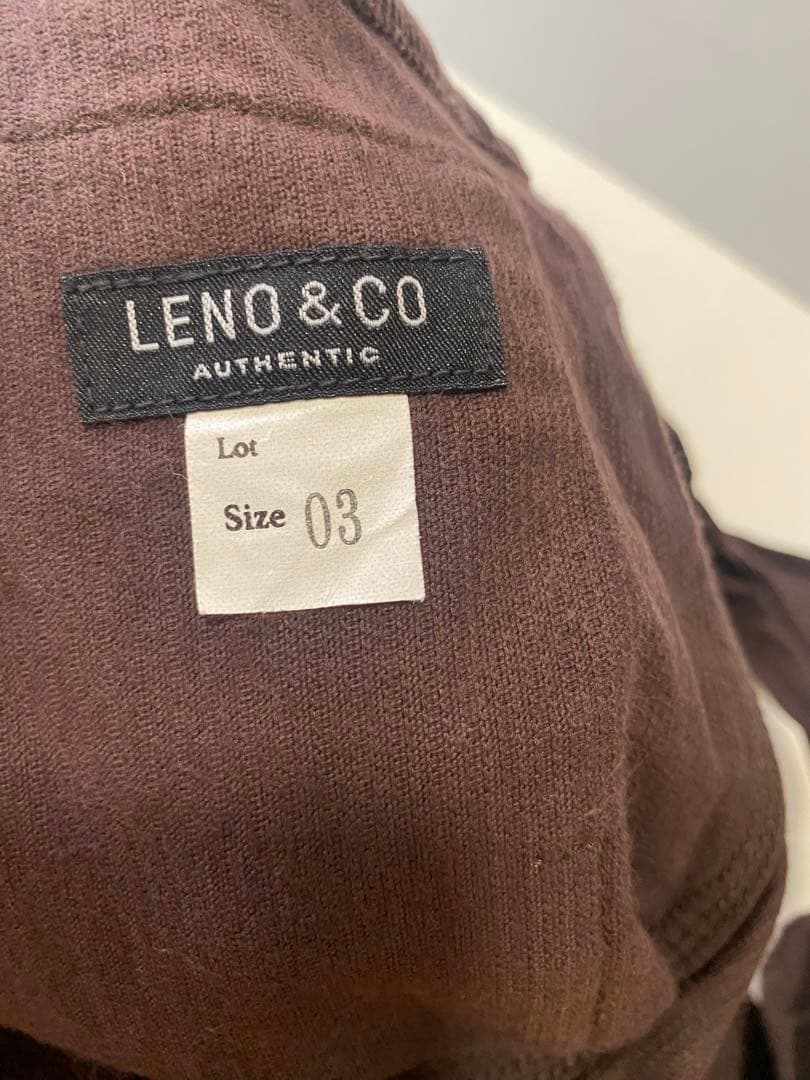 LENO & CO
AUTHENTIC
Lot
Size 03